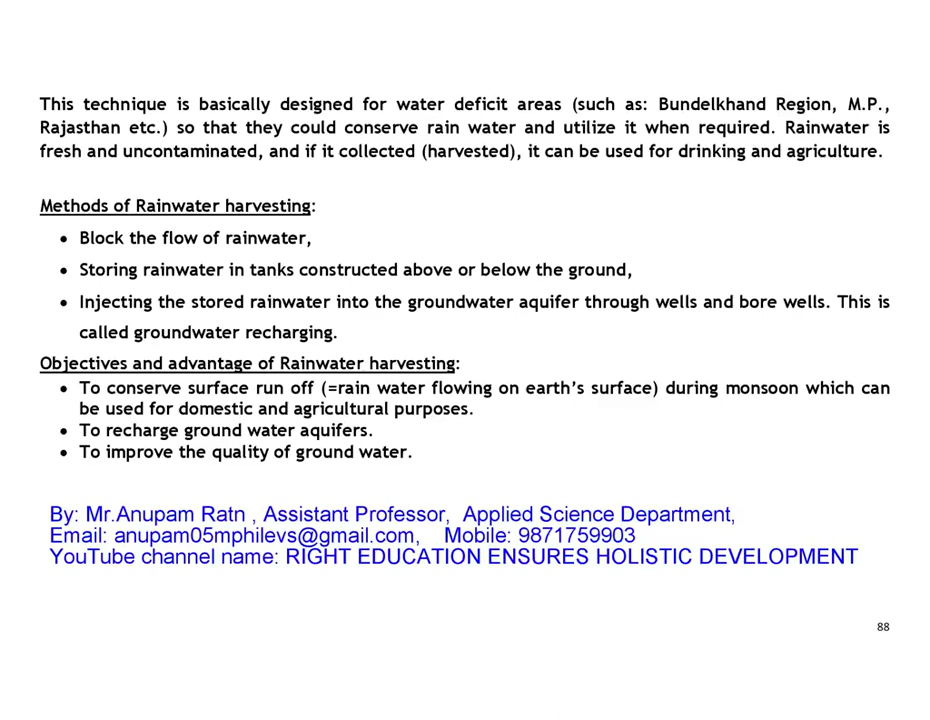 This technique is basically designed for water deficit areas (such as: Bundelkhand Region, M.P.,
Rajasthan etc.) so that they could conserve rain water and utilize it when required. Rainwater is
fresh and uncontaminated, and if it collected (harvested), it can be used for drinking and agriculture.
Methods of Rainwater harvesting:
• Block the flow of rainwater,
• Storing rainwater in tanks constructed above or below the ground,
• Injecting the stored rainwater into the groundwater aquifer through wells and bore wells. This is
called groundwater recharging.
Objectives and advantage of Rainwater harvesting:
• To conserve surface run off (=rain water flowing on earth's surface) during monsoon which can
be used for domestic and agricultural purposes.
• To recharge ground water aquifers.
• To improve the quality of ground water.
By: Mr.Anupam Ratn , Assistant Professor, Applied Science Department,
Email: anupam05mphilevs@gmail.com, Mobile: 9871759903
YouTube channel name: RIGHT EDUCATION ENSURES HOLISTIC DEVELOPMENT
88